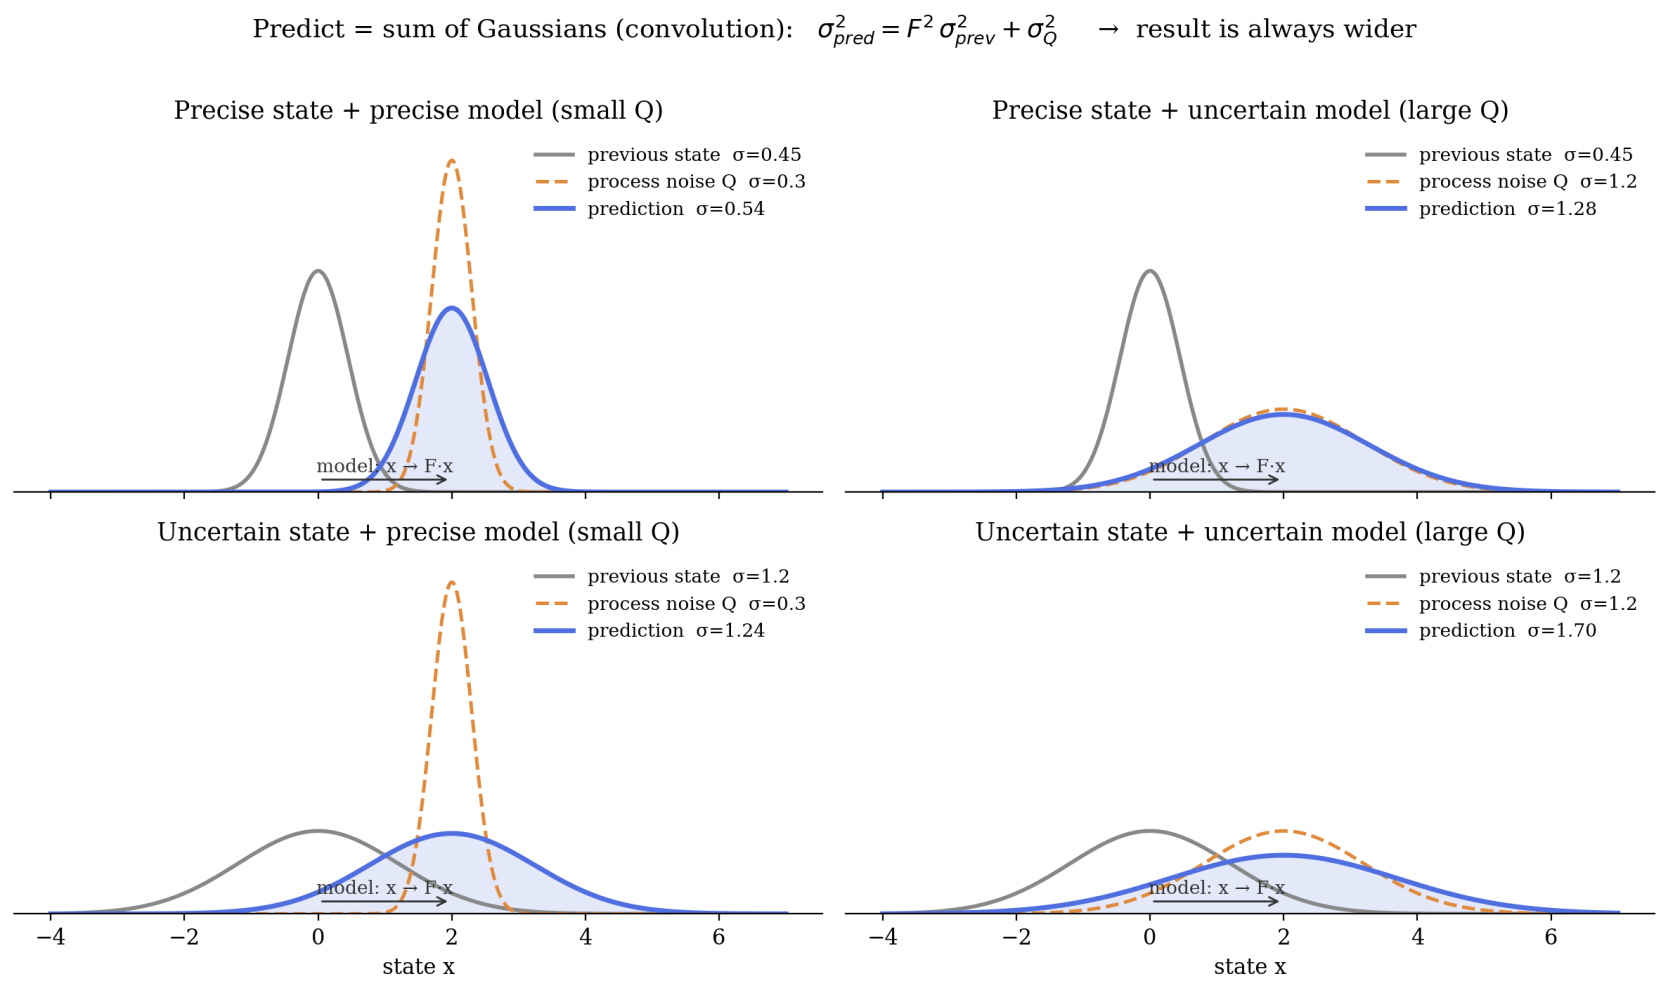 Predict = sum of Gaussians (convolution): σ²_pred = F² σ²_prev + σ²_Q → result is always wider
Precise state + precise model (small Q)
previous state σ=0.45
process noise Q σ=0.3
prediction σ=0.54
model: x → F·x
Precise state + uncertain model (large Q)
previous state σ=0.45
process noise Q σ=1.2
prediction σ=1.28
model: x → F·x
Uncertain state + precise model (small Q)
previous state σ=1.2
process noise Q σ=0.3
prediction σ=1.24
model: x → F·x
−4 −2 0 2 4 6
state x
Uncertain state + uncertain model (large Q)
previous state σ=1.2
process noise Q σ=1.2
prediction σ=1.70
model: x → F·x
−4 −2 0 2 4 6
state x